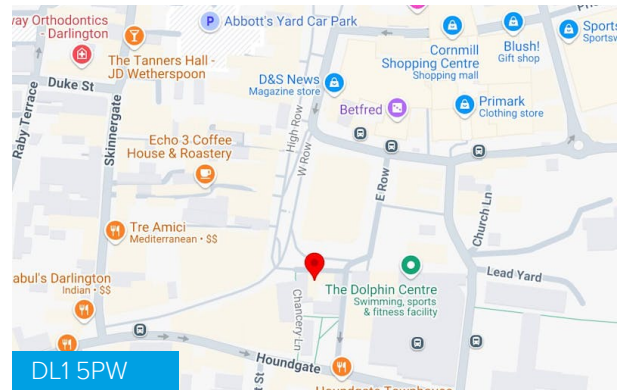 way Orthodontics
- Darlington
P
Abbott's Yard Car Park
The Tanners Hall -
JD Wetherspoon
Duke St
Raby Terrace
Skinnergate
D&S News
Magazine store
Cornmill
Shopping Centre
Shopping mall
Blush!
Gift shop
Sports
Sportsw
Betfred
Primark
Clothing store
High Row
W Row
Echo 3 Coffee
House & Roastery
E Row
Church Ln
Tre Amici
Mediterranean • $$
abul's Darlington
Indian • $$
Chancery Ln
The Dolphin Centre
Swimming, sports
& fitness facility
Lead Yard
Houndgate
DL1 5PW
st St
Houndgate Townhouse